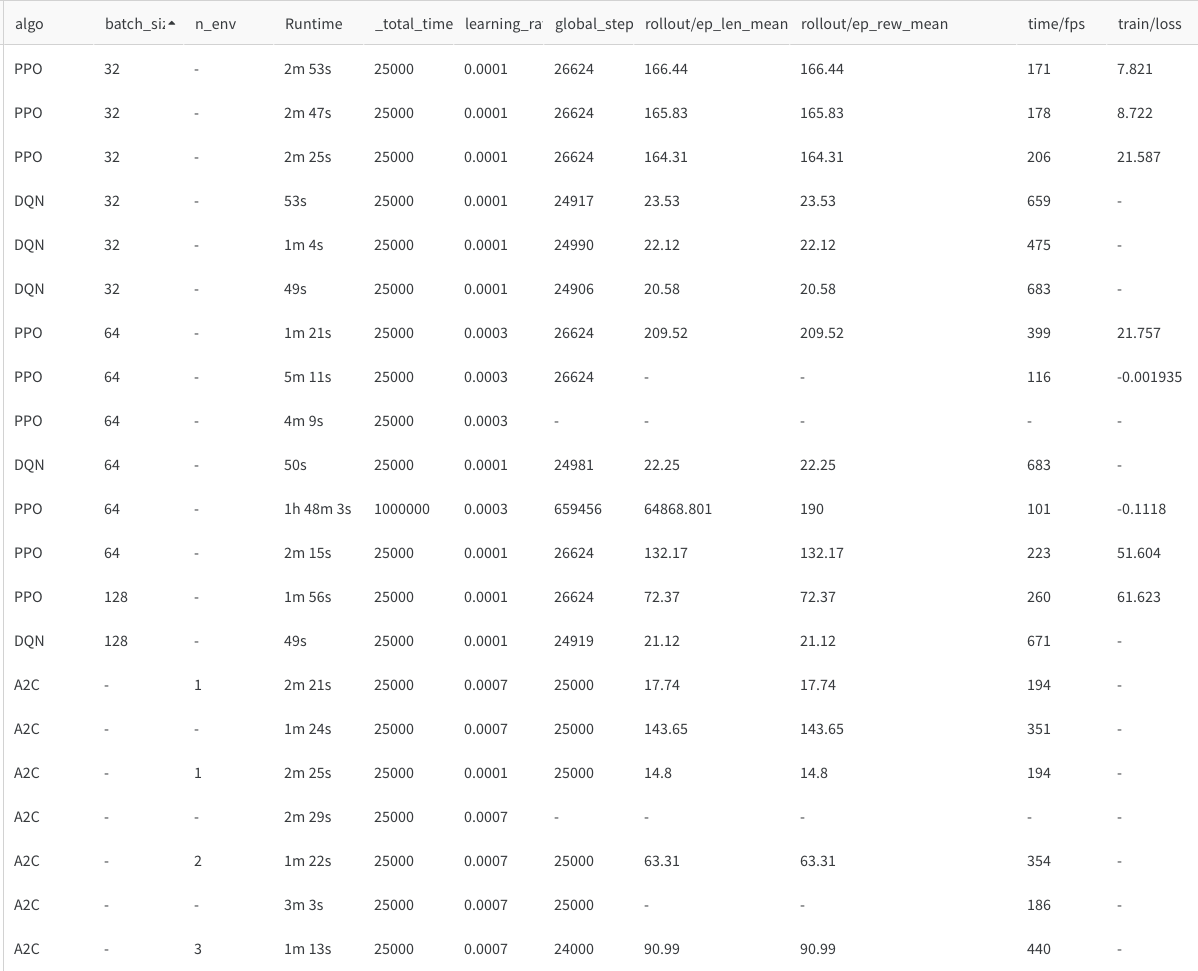 algo batch_siz n_env Runtime _total_time learning_ra global_step rollout/ep_len_mean rollout/ep_rew_mean time/fps train/loss
PPO 32 - 2m 53s 25000 0.0001 26624 166.44 166.44 171 7.821
PPO 32 - 2m 47s 25000 0.0001 26624 165.83 165.83 178 8.722
PPO 32 - 2m 25s 25000 0.0001 26624 164.31 164.31 206 21.587
DQN 32 - 53s 25000 0.0001 24917 23.53 23.53 659 -
DQN 32 - 1m 4s 25000 0.0001 24990 22.12 22.12 475 -
DQN 32 - 49s 25000 0.0001 24906 20.58 20.58 683 -
PPO 64 - 1m 21s 25000 0.0003 26624 209.52 209.52 399 21.757
PPO 64 - 5m 11s 25000 0.0003 26624 - - 116 -0.001935
PPO 64 - 4m 9s 25000 0.0003 - - - - -
DQN 64 - 50s 25000 0.0001 24981 22.25 22.25 683 -
PPO 64 - 1h 48m 3s 1000000 0.0003 659456 64868.801 190 101 -0.1118
PPO 64 - 2m 15s 25000 0.0001 26624 132.17 132.17 223 51.604
PPO 128 - 1m 56s 25000 0.0001 26624 72.37 72.37 260 61.623
DQN 128 - 49s 25000 0.0001 24919 21.12 21.12 671 -
A2C - 1 2m 21s 25000 0.0007 25000 17.74 17.74 194 -
A2C - - 1m 24s 25000 0.0007 25000 143.65 143.65 351 -
A2C - 1 2m 25s 25000 0.0001 25000 14.8 14.8 194 -
A2C - - 2m 29s 25000 0.0007 - - - - -
A2C - 2 1m 22s 25000 0.0007 25000 63.31 63.31 354 -
A2C - - 3m 3s 25000 0.0007 25000 - - 186 -
A2C - 3 1m 13s 25000 0.0007 24000 90.99 90.99 440 -